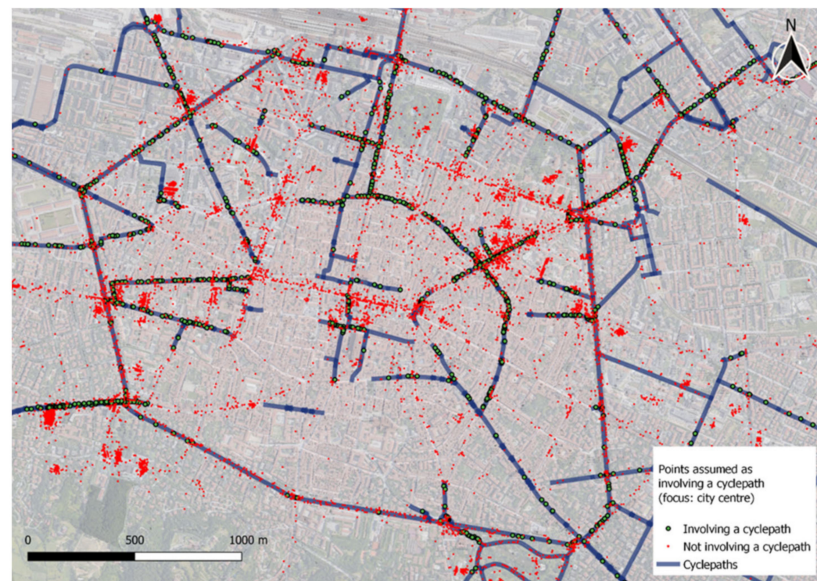 N
Points assumed as
involving a cyclepath
(focus: city centre)
Involving a cyclepath
Not involving a cyclepath
Cyclepaths
0 500 1000 m